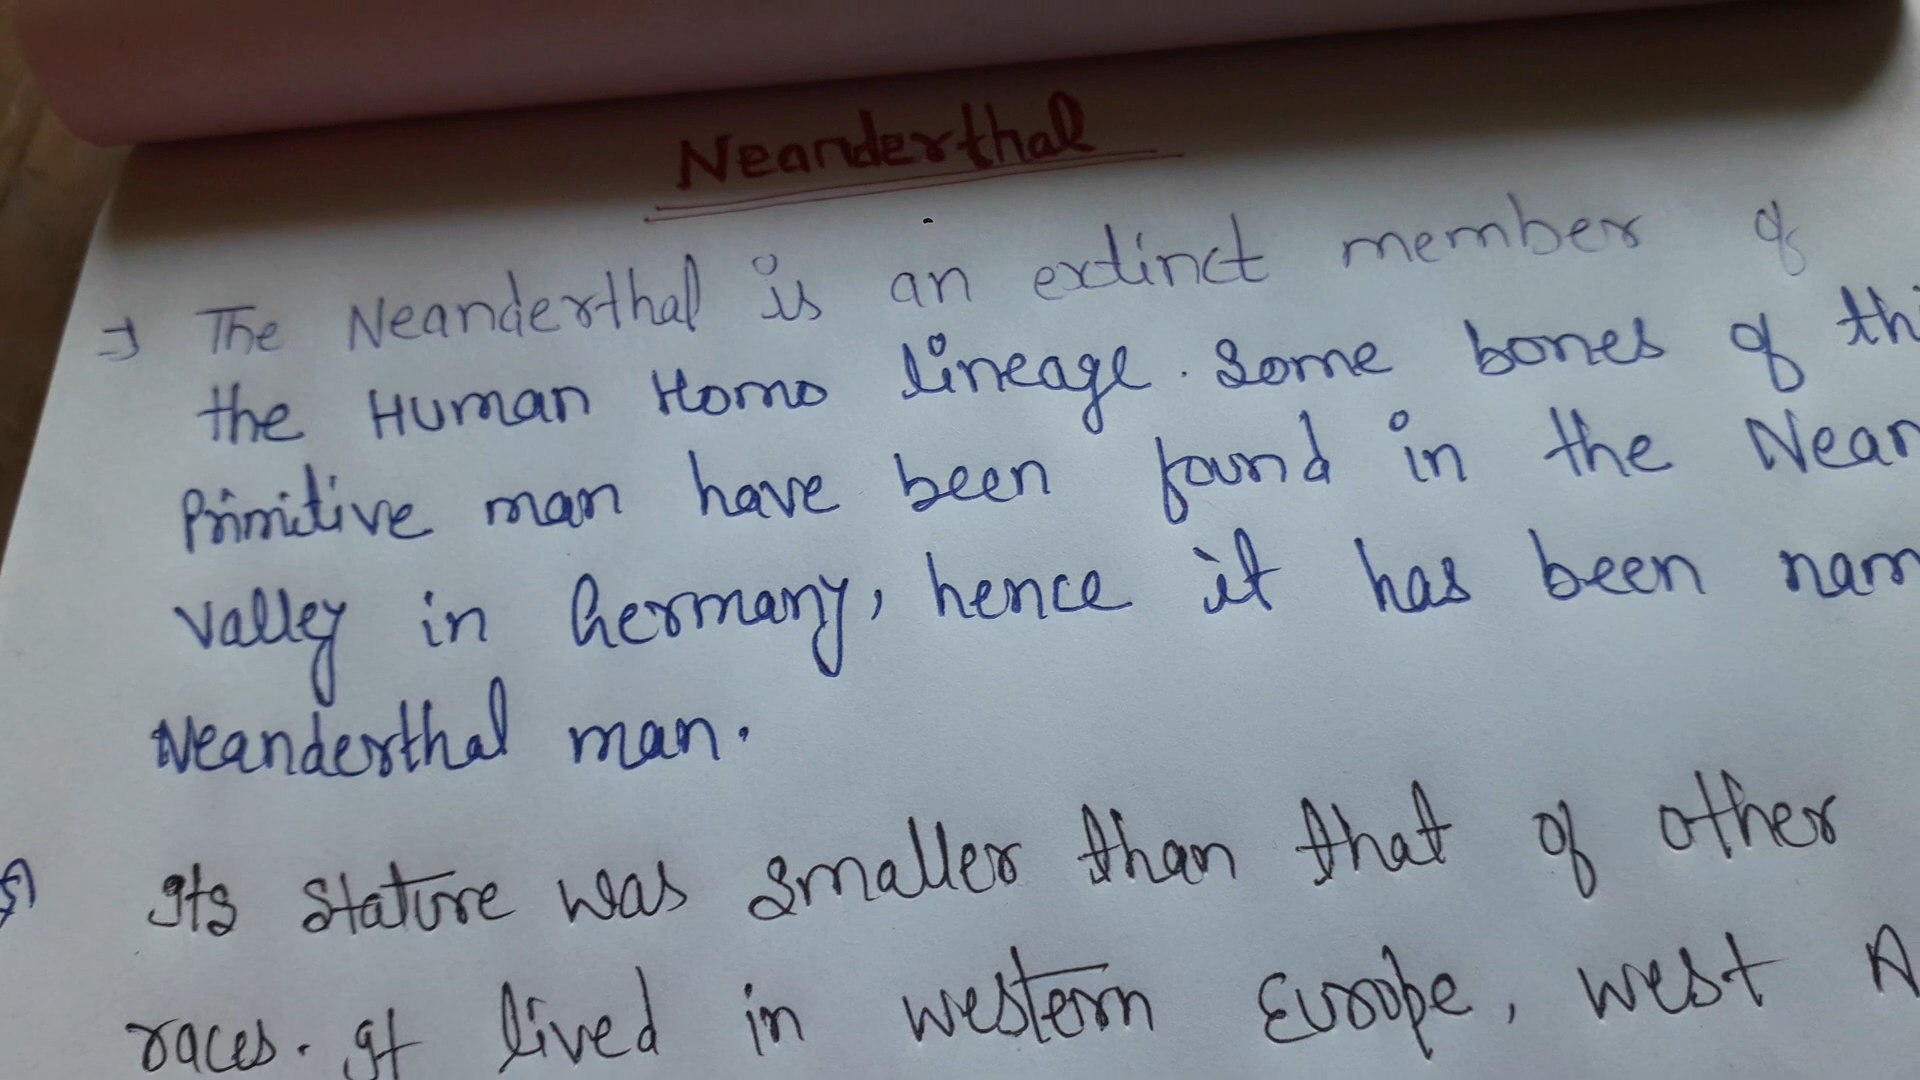 Neanderthal
⇒ The Neanderthal is an extinct member of
the Human Homo lineage. Some bones of thi
Primitive man have been found in the Nean
valley in Germany, hence it has been nam
Neanderthal man.
Its stature was smaller than that of other
races. It lived in western Europe, west A